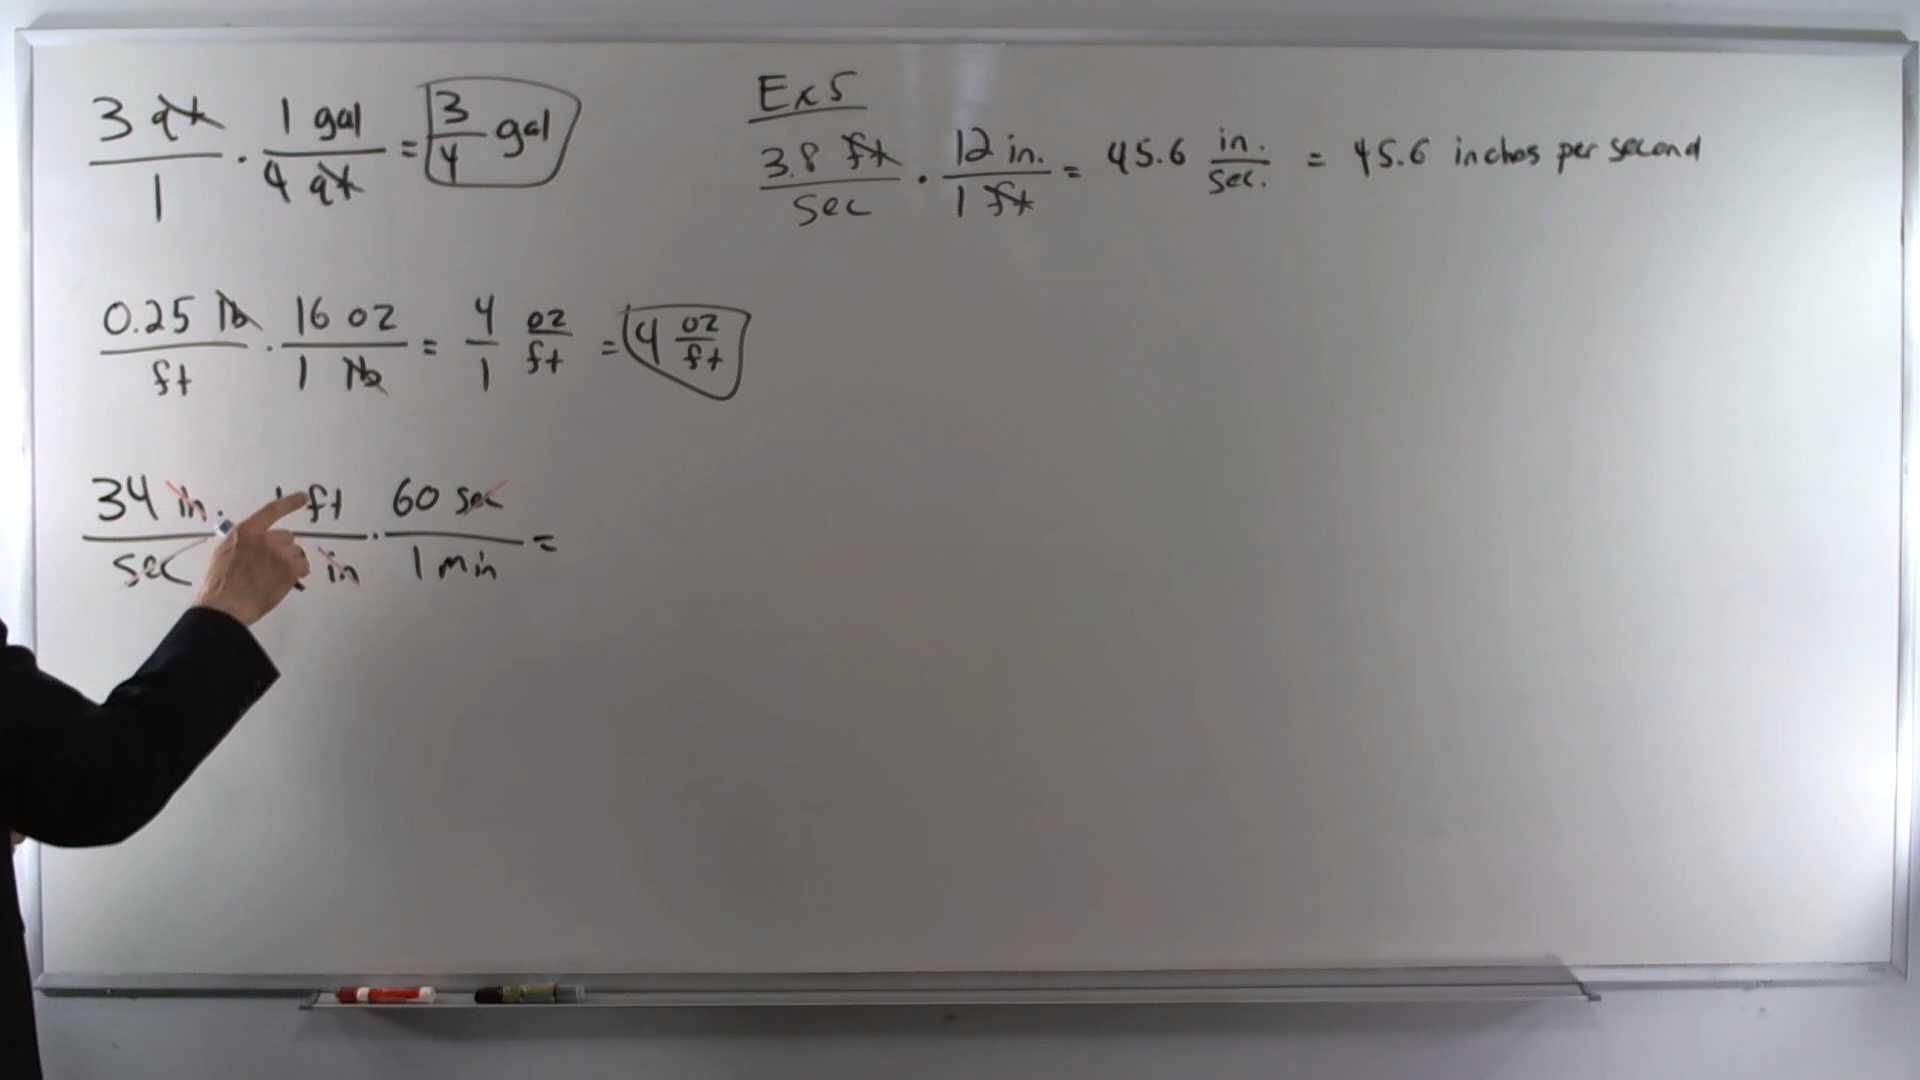 3 qt / 1 · 1 gal / 4 qt = 3/4 gal
0.25 lb / ft · 16 oz / 1 lb = 4/1 oz/ft = 4 oz/ft
34 in. / sec ft / in · 60 sec / 1 min =
Ex 5
3.8 ft / sec · 12 in. / 1 ft = 45.6 in. / sec. = 45.6 inches per second